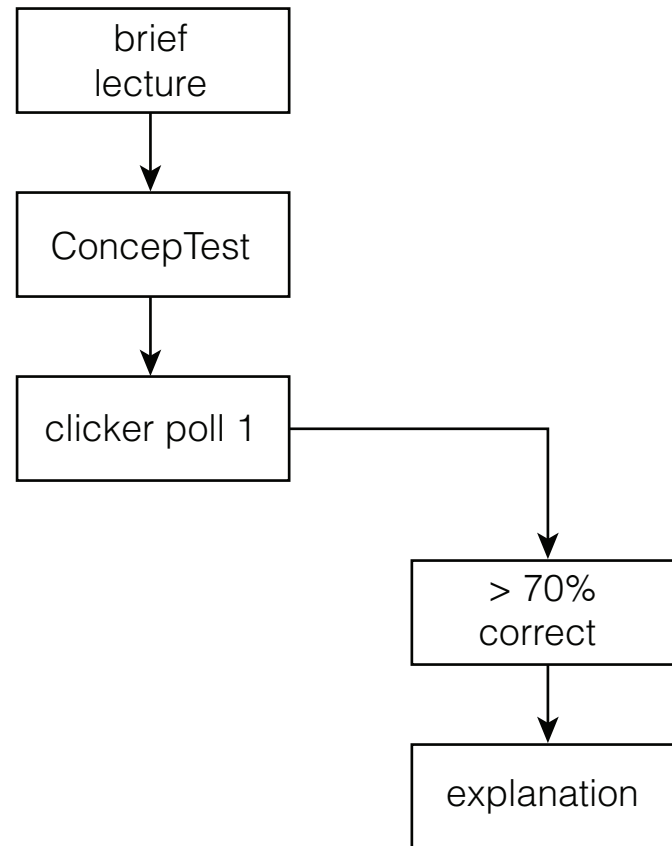 brief
lecture
ConcepTest
clicker poll 1
> 70%
correct
explanation